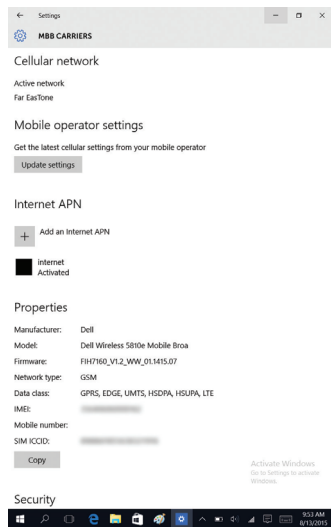 Settings
MBB CARRIERS
Cellular network
Active network
Far EasTone
Mobile operator settings
Get the latest cellular settings from your mobile operator
Update settings
Internet APN
Add an Internet APN
internet
Activated
Properties
Manufacturer: Dell
Model: Dell Wireless 5810e Mobile Broa
Firmware: FIH7160_V1.2_WW_01.1415.07
Network type: GSM
Data class: GPRS, EDGE, UMTS, HSDPA, HSUPA, LTE
IMEI:
Mobile number:
SIM ICCID:
Copy
Activate Windows
Go to Settings to activate
Windows.
Security
9:53 AM
8/13/2015